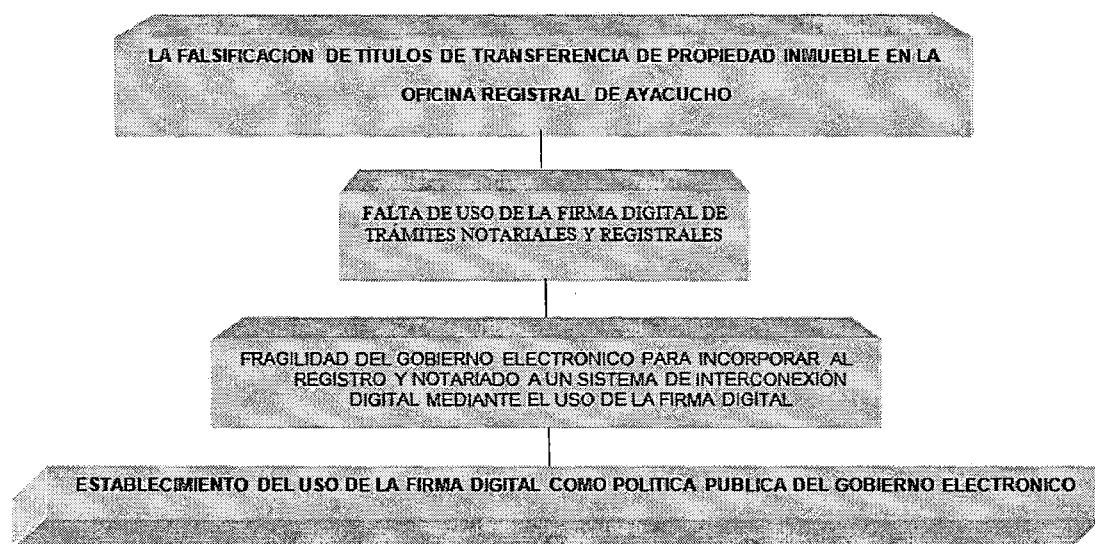 LA FALSIFICACIÓN DE TÍTULOS DE TRANSFERENCIA DE PROPIEDAD INMUEBLE EN LA
OFICINA REGISTRAL DE AYACUCHO
FALTA DE USO DE LA FIRMA DIGITAL DE
TRÁMITES NOTARIALES Y REGISTRALES
FRAGILIDAD DEL GOBIERNO ELECTRONICO PARA INCORPORAR AL
REGISTRO Y NOTARIADO A UN SISTEMA DE INTERCONEXIÓN
DIGITAL MEDIANTE EL USO DE LA FIRMA DIGITAL
ESTABLECIMIENTO DEL USO DE LA FIRMA DIGITAL COMO POLITICA PUBLICA DEL GOBIERNO ELECTRONICO